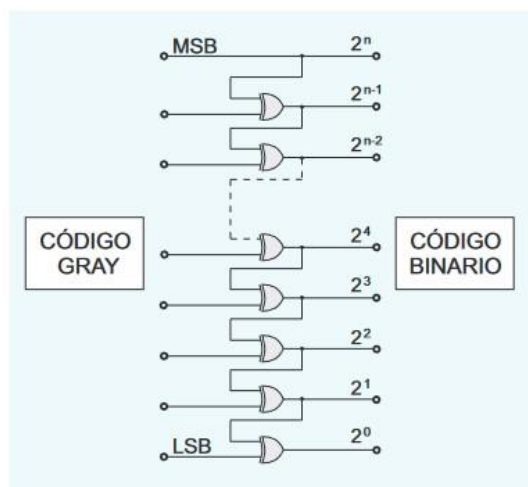 MSB 2ⁿ
2ⁿ⁻¹
2ⁿ⁻²
2⁴
CÓDIGO
GRAY
CÓDIGO
BINARIO
2³
2²
2¹
LSB 2⁰